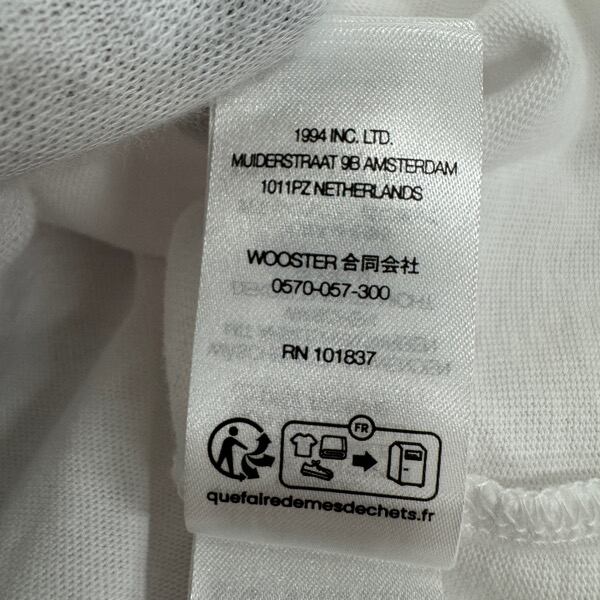 1994 INC. LTD.
MUIDERSTRAAT 9B AMSTERDAM
1011PZ NETHERLANDS
WOOSTER 合同会社
0570-057-300
RN 101837
FR
quefairedemesdechets.fr